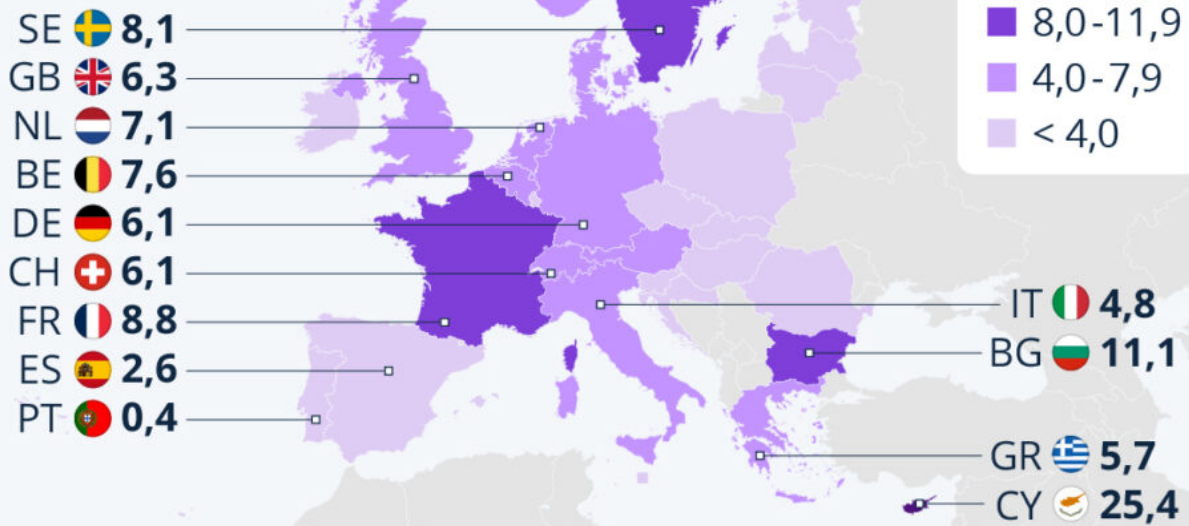 SE 8,1
GB 6,3
NL 7,1
BE 7,6
DE 6,1
CH 6,1
FR 8,8
ES 2,6
PT 0,4
8,0-11,9
4,0-7,9
< 4,0
IT 4,8
BG 11,1
GR 5,7
CY 25,4